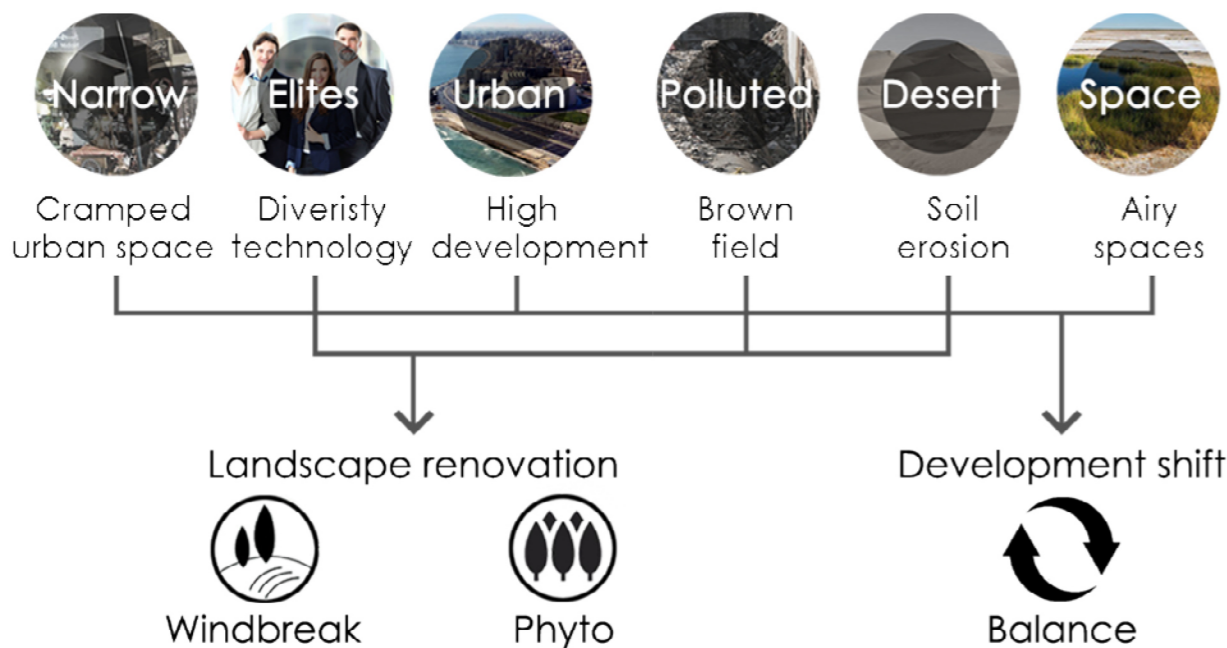 Narrow Elites Urban Polluted Desert Space
Cramped Diveristy High Brown Soil Airy
urban space technology development field erosion spaces
Landscape renovation Development shift
Windbreak Phyto Balance